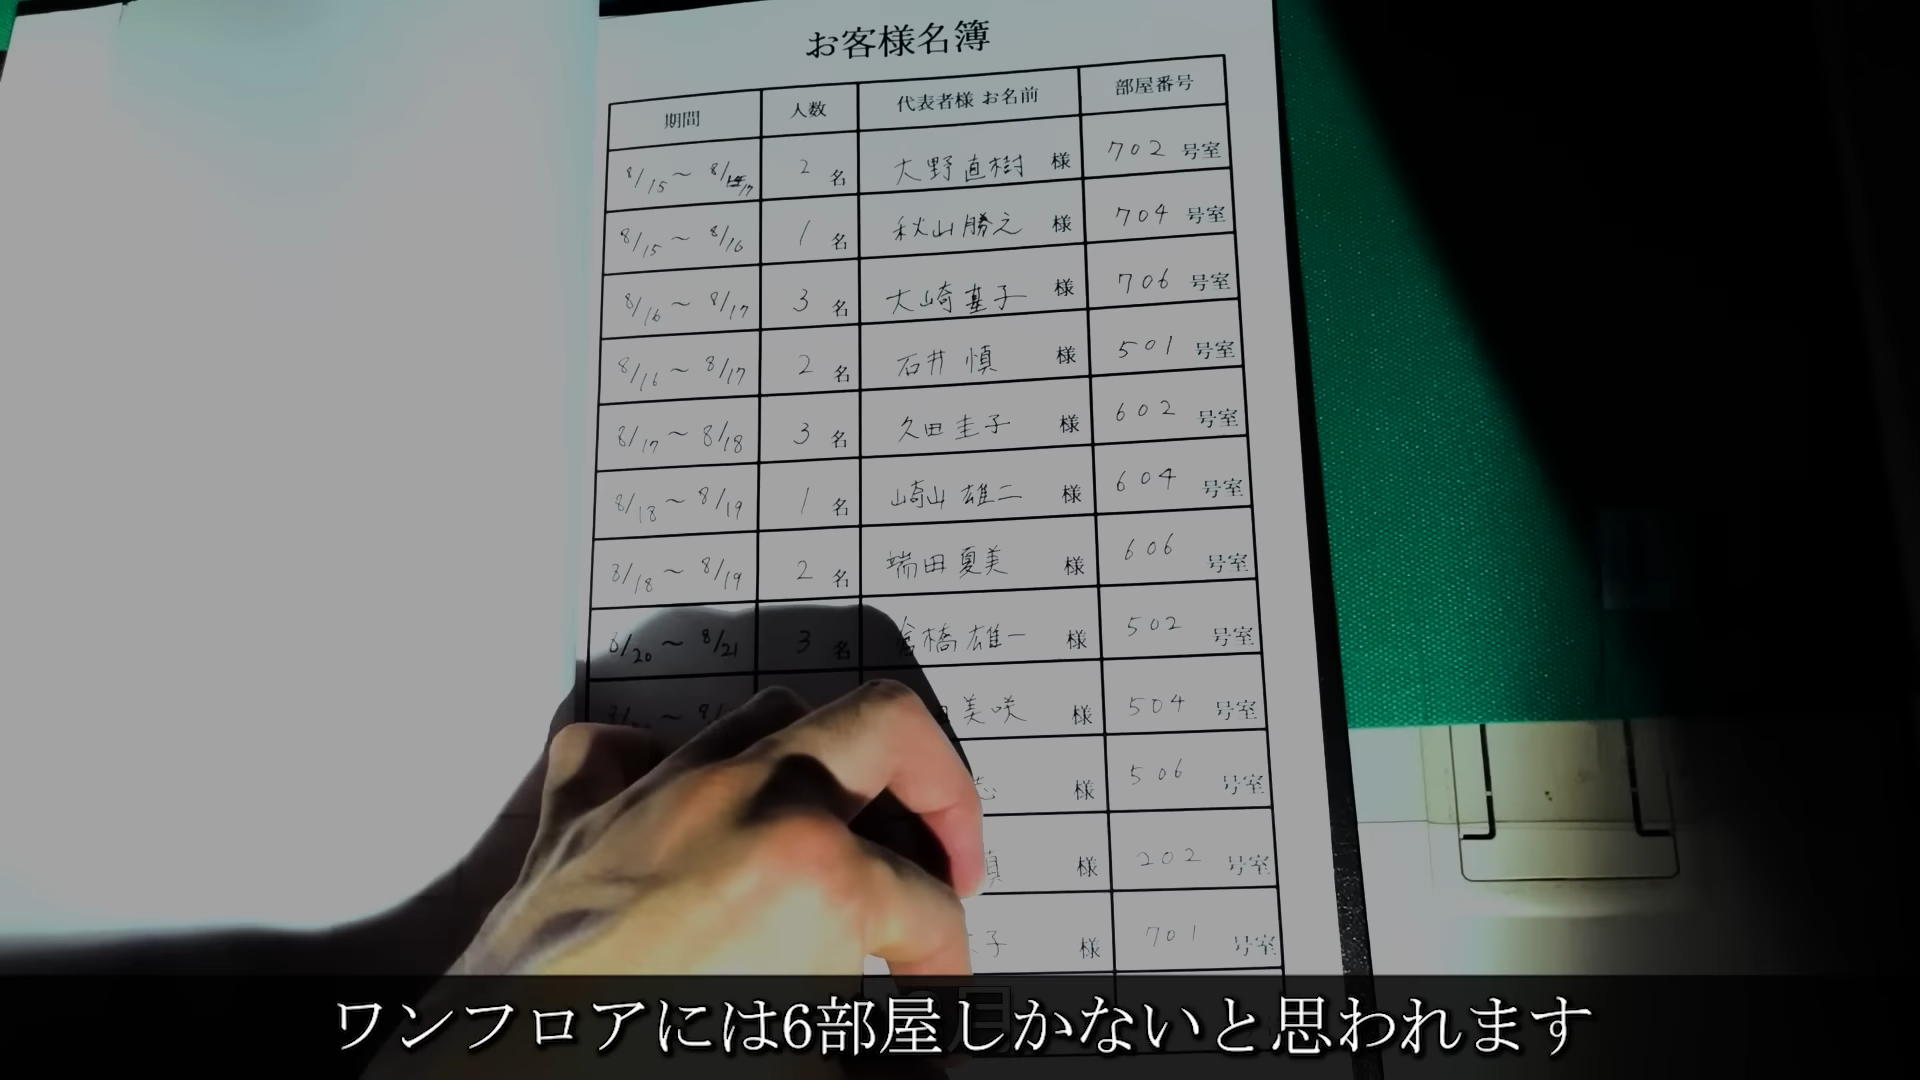 お客様名簿
期間 人数 代表者様 お名前 部屋番号
8/15～ 8/17 2 名 大野直樹 様 702 号室
8/15 ～ 8/16 1 名 秋山勝之 様 704 号室
8/16 ～ 8/17 3 名 大崎基子 様 706 号室
8/16 ～ 8/17 2 名 石井 慎 様 501 号室
8/17 ～ 8/18 3 名 久田圭子 様 602 号室
8/18 ～ 8/19 1 名 崎山 雄二 様 604 号室
8/18 ～ 8/19 2 名 端田夏美 様 606 号室
8/20 ～ 8/21 3 名 倉橋雄一 様 502 号室
～ 美咲 様 504 号室
志 様 506 号室
様 202 号室
子 様 701 号室
ワンフロアには6部屋しかないと思われます